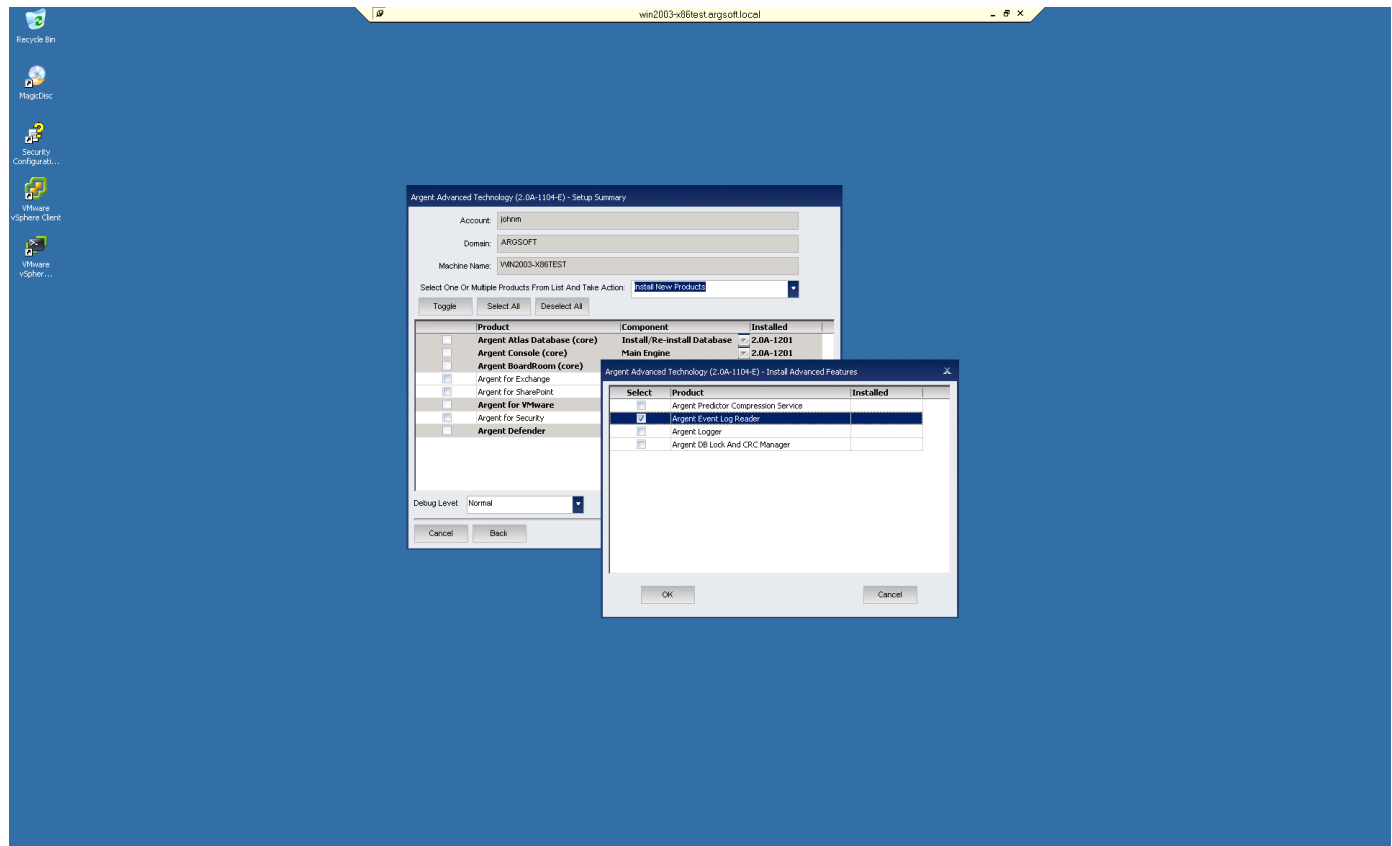 win2003-x86test.argsoft.local
Recycle Bin
MagicDisc
Security
Configurati...
VMware
vSphere Client
VMware
vSpher...
Argent Advanced Technology (2.0A-1104-E) - Setup Summary
Account: johnm
Domain: ARGSOFT
Machine Name: WIN2003-X86TEST
Select One Or Multiple Products From List And Take Action: Install New Products
Toggle Select All Deselect All
Product Component Installed
Argent Atlas Database (core) Install/Re-install Database 2.0A-1201
Argent Console (core) Main Engine 2.0A-1201
Argent BoardRoom (core)
Argent for Exchange
Argent for SharePoint
Argent for VMware
Argent for Security
Argent Defender
Debug Level: Normal
Cancel Back
Argent Advanced Technology (2.0A-1104-E) - Install Advanced Features
Select Product Installed
Argent Predictor Compression Service
Argent Event Log Reader
Argent Logger
Argent DB Lock And CRC Manager
OK Cancel